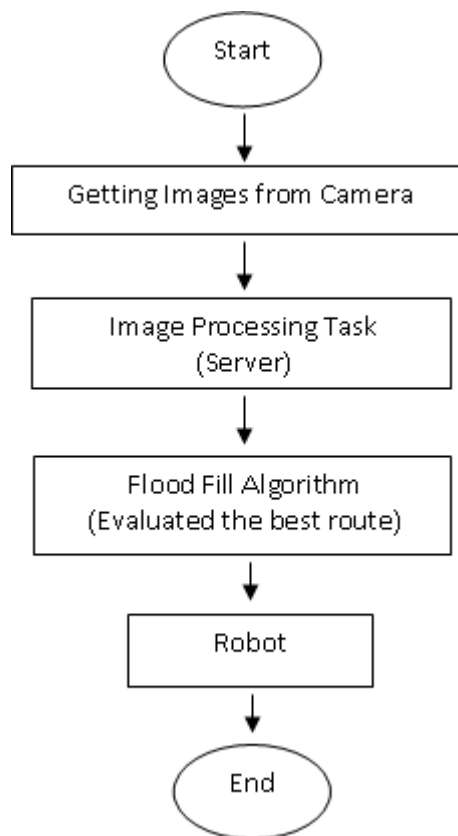 Start
Getting Images from Camera
Image Processing Task
(Server)
Flood Fill Algorithm
(Evaluated the best route)
Robot
End